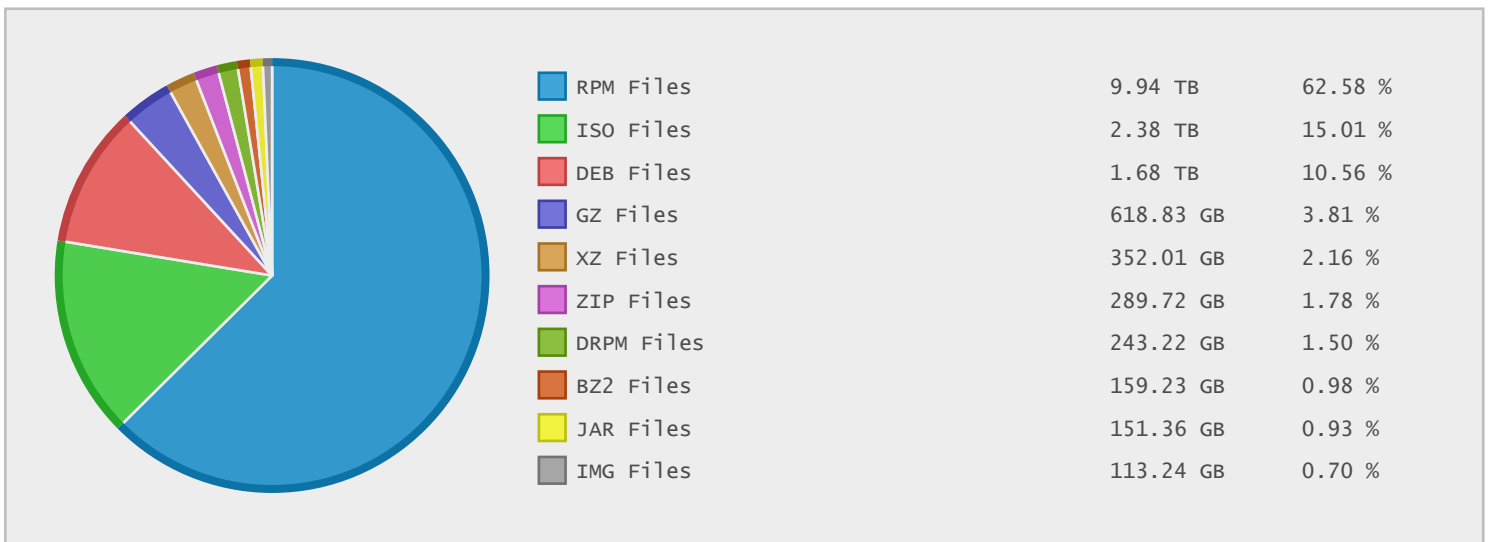 RPM Files 9.94 TB 62.58 %
ISO Files 2.38 TB 15.01 %
DEB Files 1.68 TB 10.56 %
GZ Files 618.83 GB 3.81 %
XZ Files 352.01 GB 2.16 %
ZIP Files 289.72 GB 1.78 %
DRPM Files 243.22 GB 1.50 %
BZ2 Files 159.23 GB 0.98 %
JAR Files 151.36 GB 0.93 %
IMG Files 113.24 GB 0.70 %